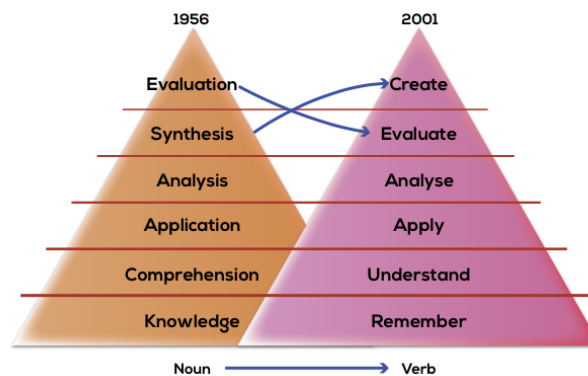 1956 2001
Evaluation Create
Synthesis Evaluate
Analysis Analyse
Application Apply
Comprehension Understand
Knowledge Remember
Noun Verb